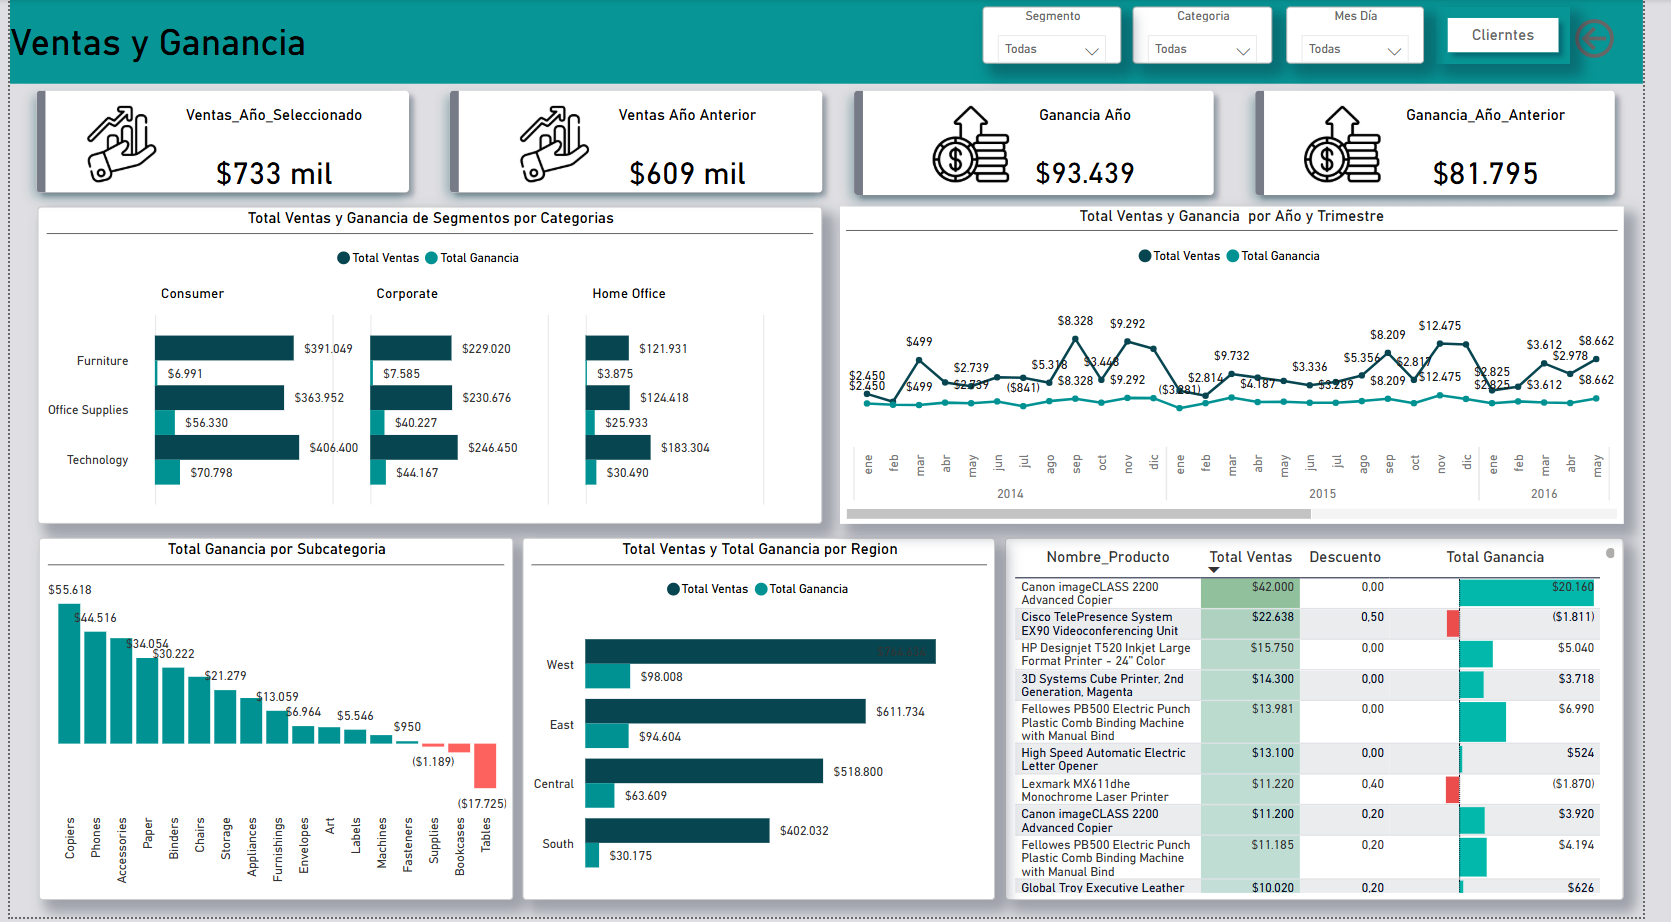 Ventas y Ganancia
Segmento
Todas
Categoria
Todas
Mes Día
Todas
Clierntes
Ventas_Año_Seleccionado
$733 mil
Ventas Año Anterior
$609 mil
Ganancia Año
$93.439
Ganancia_Año_Anterior
$81.795
Total Ventas y Ganancia de Segmentos por Categorias
Total Ventas Total Ganancia
Consumer Corporate Home Office
Furniture $391.049 $229.020 $121.931
$6.991 $7.585 $3.875
Office Supplies $363.952 $230.676 $124.418
$56.330 $40.227 $25.933
Technology $406.400 $246.450 $183.304
$70.798 $44.167 $30.490
Total Ventas y Ganancia por Año y Trimestre
Total Ventas Total Ganancia
$2.450 $499 $2.739 $5.318 $8.328 $3.448 $9.292 $2.814 $9.732 $3.336 $5.356 $8.209 $2.817 $12.475 $2.825 $3.612 $2.978 $8.662
$2.450 $499 $2.739 ($841) $8.328 $9.292 ($3.281) $4.187 $3.289 $8.209 $12.475 $2.825 $3.612 $8.662
ene feb mar abr may jun jul ago sep oct nov dic ene feb mar abr may jun jul ago sep oct nov dic ene feb mar abr may
2014 2015 2016
Total Ganancia por Subcategoria
$55.618
$44.516
$34.054
$30.222
$21.279
$13.059
$6.964
$5.546
$950
($1.189)
($17.725)
Copiers Phones Accessories Paper Binders Chairs Storage Appliances Furnishings Envelopes Art Labels Machines Fasteners Supplies Bookcases Tables
Total Ventas y Total Ganancia por Region
Total Ventas Total Ganancia
West
$98.008
East $611.734
$94.604
Central $518.800
$63.609
South $402.032
$30.175
Nombre_Producto Total Ventas Descuento Total Ganancia
Canon imageCLASS 2200 $42.000 0,00 $20.160
Advanced Copier
Cisco TelePresence System $22.638 0,50 ($1.811)
EX90 Videoconferencing Unit
HP Designjet T520 Inkjet Large $15.750 0,00 $5.040
Format Printer - 24" Color
3D Systems Cube Printer, 2nd $14.300 0,00 $3.718
Generation, Magenta
Fellowes PB500 Electric Punch $13.981 0,00 $6.990
Plastic Comb Binding Machine
with Manual Bind
High Speed Automatic Electric $13.100 0,00 $524
Letter Opener
Lexmark MX611dhe $11.220 0,40 ($1.870)
Monochrome Laser Printer
Canon imageCLASS 2200 $11.200 0,20 $3.920
Advanced Copier
Fellowes PB500 Electric Punch $11.185 0,20 $4.194
Plastic Comb Binding Machine
with Manual Bind
Global Troy Executive Leather $10.020 0,20 $626